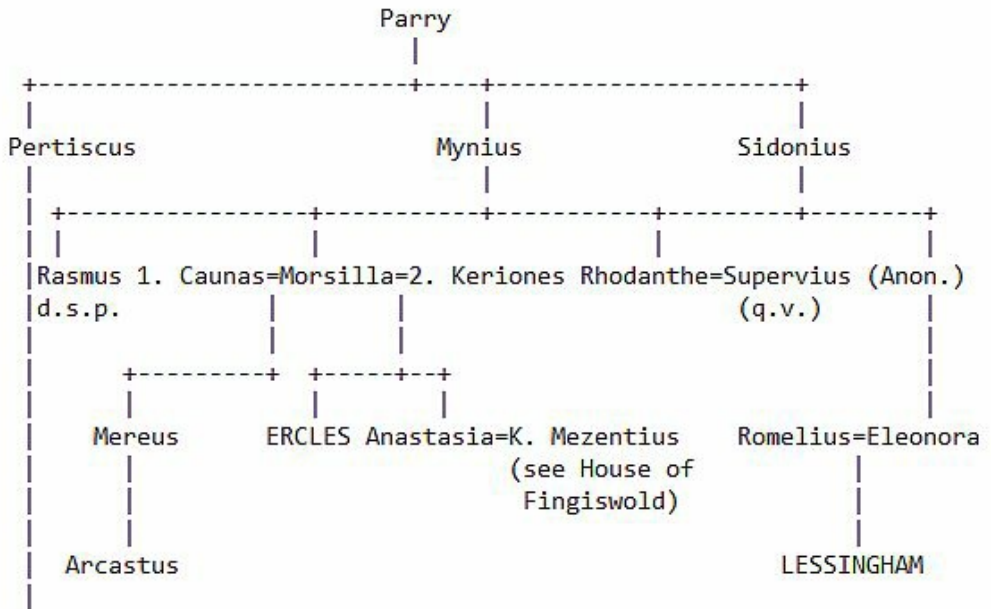 Parry
Pertiscus Mynius Sidonius
Rasmus 1. Caunas=Morsilla=2. Keriones Rhodanthe=Supervius (Anon.)
d.s.p. (q.v.)
Mereus ERCLES Anastasia=K. Mezentius Romelius=Eleonora
(see House of
Fingiswold)
Arcastus LESSINGHAM